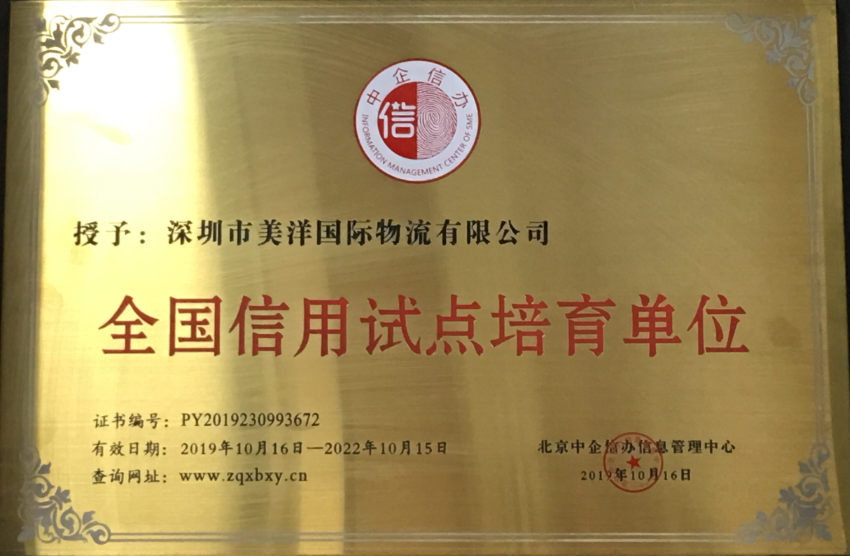 中企信办
信
INFORMATION MANAGEMENT CENTER OF SME
授予：深圳市美洋国际物流有限公司
全国信用试点培育单位
证书编号：PY2019230993672
有效日期：2019年10月16日—2022年10月15日
查询网址：www.zqxbxy.cn
北京中企信办信息管理中心
2019年10月16日